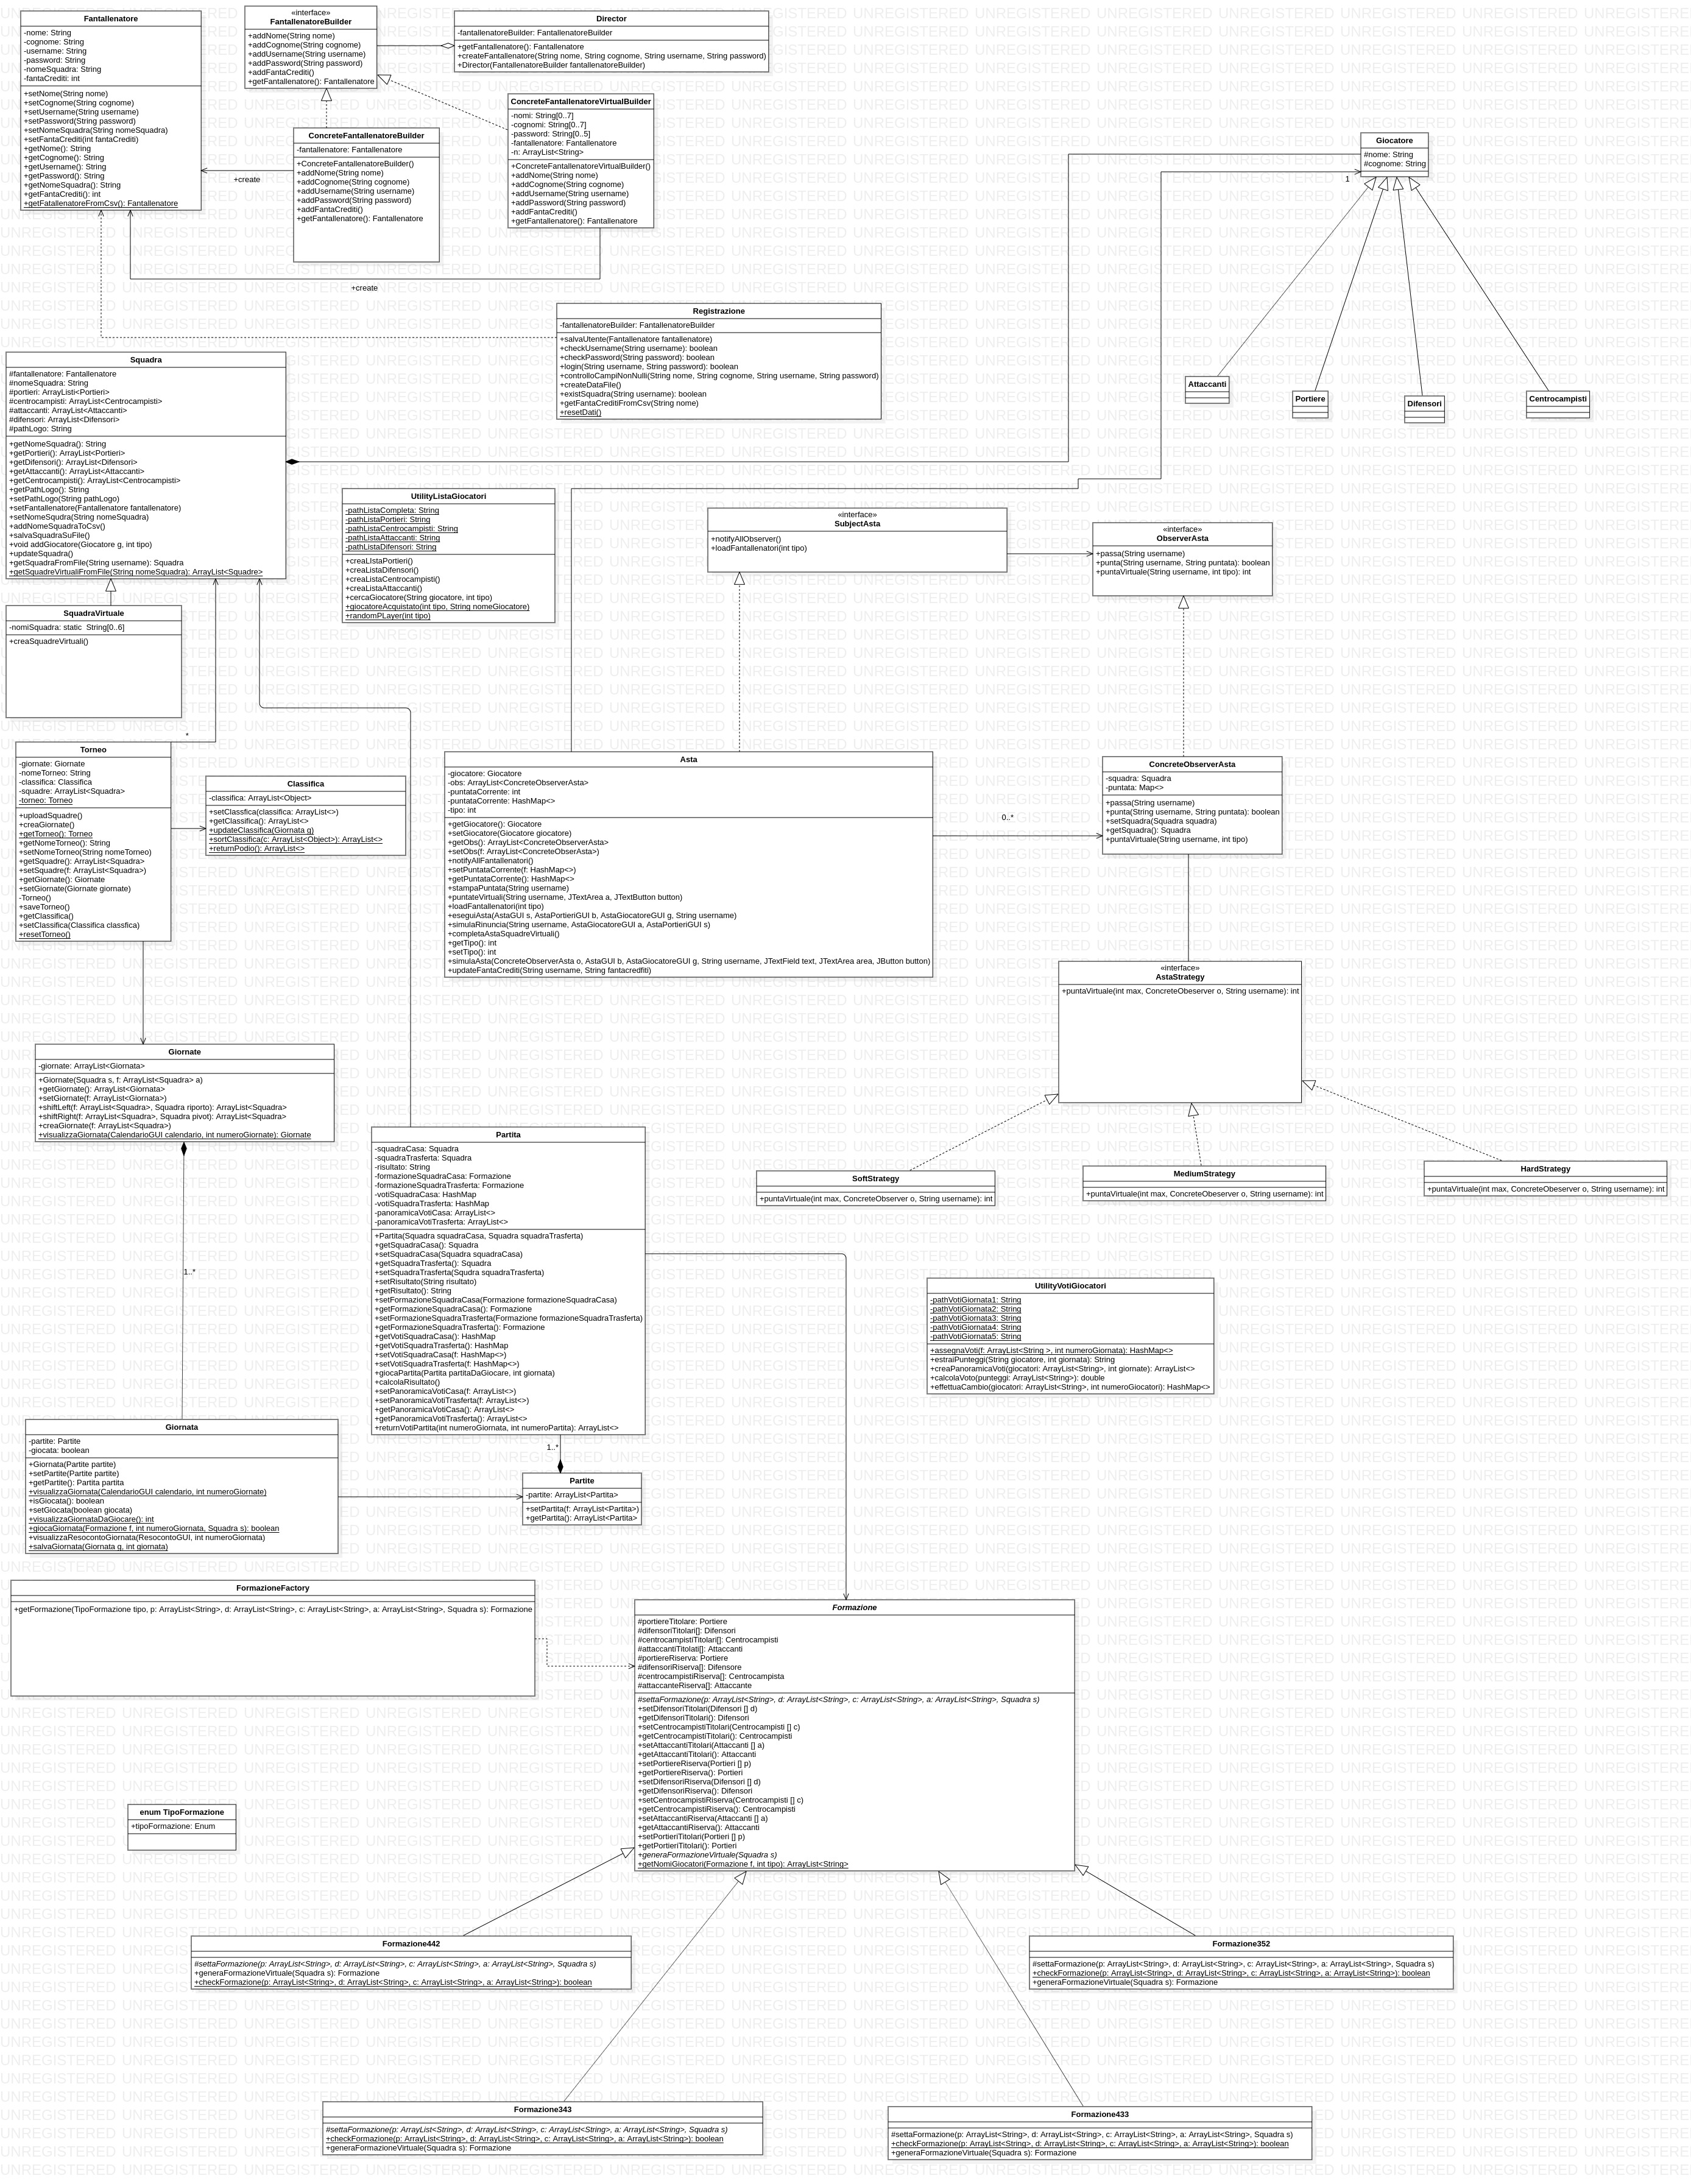 Fantallenatore
-nome: String
-cognome: String
-username: String
-password: String
-nomeSquadra: String
-fantaCrediti: int
+setNome(String nome)
+setCognome(String cognome)
+setUsername(String username)
+setPassword(String password)
+setNomeSquadra(String nomeSquadra)
+setFantaCrediti(int fantaCrediti)
+getNome(): String
+getCognome(): String
+getUsername(): String
+getPassword(): String
+getNomeSquadra(): String
+getFantaCrediti(): int
+getFatallenatoreFromCsv(): Fantallenatore
«interface»
FantallenatoreBuilder
+addNome(String nome)
+addCognome(String cognome)
+addUsername(String username)
+addPassword(String password)
+addFantaCrediti()
+getFantallenatore(): Fantallenatore
Director
-fantallenatoreBuilder: FantallenatoreBuilder
+getFantallenatore(): Fantallenatore
+createFantallenatore(String nome, String cognome, String username, String password)
+Director(FantallenatoreBuilder fantallenatoreBuilder)
ConcreteFantallenatoreBuilder
-fantallenatore: Fantallenatore
+ConcreteFantallenatoreBuilder()
+addNome(String nome)
+addCognome(String cognome)
+addUsername(String username)
+addPassword(String password)
+addFantaCrediti()
+getFantallenatore(): Fantallenatore
+create
ConcreteFantallenatoreVirtualBuilder
-nomi: String[0..7]
-cognomi: String[0..7]
-password: String[0..5]
-fantallenatore: Fantallenatore
-n: ArrayList<String>
+ConcreteFantallenatoreVirtualBuilder()
+addNome(String nome)
+addCognome(String cognome)
+addUsername(String username)
+addPassword(String password)
+addFantaCrediti()
+getFantallenatore(): Fantallenatore
+create
Giocatore
#nome: String
#cognome: String
1
Attaccanti
Portiere
Difensori
Centrocampisti
Registrazione
-fantallenatoreBuilder: FantallenatoreBuilder
+salvaUtente(Fantallenatore fantallenatore)
+checkUsername(String username): boolean
+checkPassword(String password): boolean
+login(String username, String password): boolean
+controlloCampiNonNulli(String nome, String cognome, String username, String password)
+createDataFile()
+existSquadra(String username): boolean
+getFantaCreditiFromCsv(String nome)
+resetDati()
Squadra
#fantallenatore: Fantallenatore
#nomeSquadra: String
#portieri: ArrayListi<Portieri>
#centrocampisti: ArrayList<Centrocampisti>
#attaccanti: ArrayList<Attaccanti>
#difensori: ArrayList<Difensori>
#pathLogo: String
+getNomeSquadra(): String
+getPortieri(): ArrayList<Portieri>
+getDifensori(): ArrayList<Difensori>
+getAttaccanti(): ArrayList<Attaccanti>
+getCentrocampisti(): ArrayList<Centrocampisti>
+getPathLogo(): String
+setPathLogo(String pathLogo)
+setFantallenatore(Fantallenatore fantallenatore)
+setNomeSqudra(String nomeSquadra)
+addNomeSquadraToCsv()
+salvaSquadraSuFile()
+void addGiocatore(Giocatore g, int tipo)
+updateSquadra()
+getSquadraFromFile(String username): Squadra
+getSquadreVirtualiFromFile(String nomeSquadra): ArrayList<Squadre>
UtilityListaGiocatori
-pathListaCompleta: String
-pathListaPortieri: String
-pathListaCentrocampisti: String
-pathListaAttaccanti: String
-pathListaDifensori: String
+creaLIstaPortieri()
+creaListaDifensori()
+creaListaCentrocampisti()
+creaListaAttaccanti()
+cercaGiocatore(String giocatore, int tipo)
+giocatoreAcquistato(int tipo, String nomeGiocatore)
+randomPLayer(int tipo)
«interface»
SubjectAsta
+notifyAllObserver()
+loadFantallenatori(int tipo)
«interface»
ObserverAsta
+passa(String username)
+punta(String username, String puntata): boolean
+puntaVirtuale(String username, int tipo): int
SquadraVirtuale
-nomiSquadra: static  String[0..6]
+creaSquadreVirtuali()
*
Torneo
-giornate: Giornate
-nomeTorneo: String
-classifica: Classifica
-squadre: ArrayList<Squadra>
-torneo: Torneo
+uploadSquadre()
+creaGiornate()
+getTorneo(): Torneo
+getNomeTorneo(): String
+setNomeTorneo(String nomeTorneo)
+getSquadre(): ArrayList<Squadra>
+setSquadre(f: ArrayList<Squadra>)
+getGiornate(): Giornate
+setGiornate(Giornate giornate)
-Torneo()
+saveTorneo()
+getClassifica()
+setClassifica(Classifica classfica)
+resetTorneo()
Classifica
-classifica: ArrayList<Object>
+setClassfica(classifica: ArrayList<>)
+getClassifica(): ArrayList<>
+updateClassifica(Giornata g)
+sortClassifica(c: ArrayList<Object>): ArrayList<>
+returnPodio(): ArrayList<>
Asta
-giocatore: Giocatore
-obs: ArrayList<ConcreteObserverAsta>
-puntataCorrente: int
-puntataCorrente: HashMap<>
-tipo: int
+getGiocatore(): Giocatore
+setGiocatore(Giocatore giocatore)
+getObs(): ArrayList<ConcreteObserverAsta>
+setObs(f: ArrayList<ConcreteObserAsta>)
+notifyAllFantallenatori()
+setPuntataCorrente(f: HashMap<>)
+getPuntataCorrente(): HashMap<>
+stampaPuntata(String username)
+puntateVirtuali(String username, JTextArea a, JTextButton button)
+loadFantallenatori(int tipo)
+eseguiAsta(AstaGUI s, AstaPortieriGUI b, AstaGiocatoreGUI g, String username)
+simulaRinuncia(String username, AstaGiocatoreGUI a, AstaPortieriGUI s)
+completaAstaSquadreVirtuali()
+getTipo(): int
+setTipo(): int
+simulaAsta(ConcreteObserverAsta o, AstaGUI b, AstaGiocatoreGUI g, String username, JTextField text, JTextArea area, JButton button)
+updateFantaCrediti(String username, String fantacredfiti)
0..*
ConcreteObserverAsta
-squadra: Squadra
-puntata: Map<>
+passa(String username)
+punta(String username, String puntata): boolean
+setSquadra(Squadra squadra)
+getSquadra(): Squadra
+puntaVirtuale(String username, int tipo)
«interface»
AstaStrategy
+puntaVirtuale(int max, ConcreteObeserver o, String username): int
Giornate
-giornate: ArrayList<Giornata>
+Giornate(Squadra s, f: ArrayList<Squadra> a)
+getGiornate(): ArrayList<Giornata>
+setGiornate(f: ArrayList<Giornata>)
+shiftLeft(f: ArrayList<Squadra>, Squadra riporto): ArrayList<Squadra>
+shiftRight(f: ArrayList<Squadra>, Squadra pivot): ArrayList<Squadra>
+creaGiornate(f: ArrayList<Squadra>)
+visualizzaGiornata(CalendarioGUI calendario, int numeroGiornate): Giornate
1..*
Partita
-squadraCasa: Squadra
-squadraTrasferta: Squadra
-risultato: String
-formazioneSquadraCasa: Formazione
-formazioneSquadraTrasferta: Formazione
-votiSquadraCasa: HashMap
-votiSquadraTrasferta: HashMap
-panoramicaVotiCasa: ArrayList<>
-panoramicaVotiTrasferta: ArrayList<>
+Partita(Squadra squadraCasa, Squadra squadraTrasferta)
+getSquadraCasa(): Squadra
+setSquadraCasa(Squadra squadraCasa)
+getSquadraTrasferta(): Squadra
+setSquadraTrasferta(Squdra squadraTrasferta)
+setRisultato(String risultato)
+getRisultato(): String
+setFormazioneSquadraCasa(Formazione formazioneSquadraCasa)
+getFormazioneSquadraCasa(): Formazione
+setFormazioneSquadraTrasferta(Formazione formazioneSquadraTrasferta)
+getFormazioneSquadraTrasferta(): Formazione
+getVotiSquadraCasa(): HashMap
+getVotiSquadraTrasferta(): HashMap
+setVotiSquadraCasa(f: HashMap<>)
+setVotiSquadraTrasferta(f: HashMap<>)
+giocaPartita(Partita partitaDaGiocare, int giornata)
+calcolaRisultato()
+setPanoramicaVotiCasa(f: ArrayList<>)
+setPanoramicaVotiTrasferta(f: ArrayList<>)
+getPanoramicaVotiCasa(): ArrayList<>
+getPanoramicaVotiTrasferta(): ArrayList<>
+returnVotiPartita(int numeroGiornata, int numeroPartita): ArrayList<>
1..*
SoftStrategy
+puntaVirtuale(int max, ConcreteObserver o, String username): int
MediumStrategy
+puntaVirtuale(int max, ConcreteObeserver o, String username): int
HardStrategy
+puntaVirtuale(int max, ConcreteObeserver o, String username): int
UtilityVotiGiocatori
-pathVotiGiornata1: String
-pathVotiGiornata2: String
-pathVotiGiornata3: String
-pathVotiGiornata4: String
-pathVotiGiornata5: String
+assegnaVoti(f: ArrayList<String >, int numeroGiornata): HashMap<>
+estraiPunteggi(String giocatore, int giornata): String
+creaPanoramicaVoti(giocatori: ArrayList<String>, int giornate): ArrayList<>
+calcolaVoto(punteggi: ArrayList<String>): double
+effettuaCambio(giocatori: ArrayList<String>, int numeroGiocatori): HashMap<>
Giornata
-partite: Partite
-giocata: boolean
+Giornata(Partite partite)
+setPartite(Partite partite)
+getPartite(): Partite partita
+visualizzaGiornata(CalendarioGUI calendario, int numeroGiornate)
+isGiocata(): boolean
+setGiocata(boolean giocata)
+visualizzaGiornataDaGiocare(): int
+giocaGiornata(Formazione f, int numeroGiornata, Squadra s): boolean
+visualizzaResocontoGiornata(ResocontoGUI, int numeroGiornata)
+salvaGiornata(Giornata g, int giornata)
Partite
-partite: ArrayList<Partita>
+setPartita(f: ArrayList<Partita>)
+getPartita(): ArrayList<Partita>
FormazioneFactory
+getFormazione(TipoFormazione tipo, p: ArrayList<String>, d: ArrayList<String>, c: ArrayList<String>, a: ArrayList<String>, Squadra s): Formazione
Formazione
#portiereTitolare: Portiere
#difensoriTitolari[]: Difensori
#centrocampistiTitolari[]: Centrocampisti
#attaccantiTitolati[]: Attaccanti
#portiereRiserva: Portiere
#difensoriRiserva[]: Difensore
#centrocampistiRiserva[]: Centrocampista
#attaccanteRiserva[]: Attaccante
#settaFormazione(p: ArrayList<String>, d: ArrayList<String>, c: ArrayList<String>, a: ArrayList<String>, Squadra s)
+setDifensoriTitolari(Difensori [] d)
+getDifensoriTitolari(): Difensori
+setCentrocampistiTitolari(Centrocampisti [] c)
+getCentrocampistiTitolari(): Centrocampisti
+setAttaccantiTitolari(Attaccanti [] a)
+getAttaccantiTitolati(): Attaccanti
+setPortiereRiserva(Portieri [] p)
+getPortiereRiserva(): Portieri
+setDifensoriRiserva(Difensori [] d)
+getDifensoriRiserva(): Difensori
+setCentrocampistiRiserva(Centrocampisti [] c)
+getCentrocampistiRiserva(): Centrocampisti
+setAttaccantiRiserva(Attaccanti [] a)
+getAttaccantiRiserva(): Attaccanti
+setPortieriTitolari(Portieri [] p)
+getPortieriTitolari(): Portieri
+generaFormazioneVirtuale(Squadra s)
+getNomiGiocatori(Formazione f, int tipo): ArrayList<String>
enum TipoFormazione
+tipoFormazione: Enum
Formazione442
#settaFormazione(p: ArrayList<String>, d: ArrayList<String>, c: ArrayList<String>, a: ArrayList<String>, Squadra s)
+generaFormazioneVirtuale(Squadra s): Formazione
+checkFormazione(p: ArrayList<String>, d: ArrayList<String>, c: ArrayList<String>, a: ArrayList<String>): boolean
Formazione352
#settaFormazione(p: ArrayList<String>, d: ArrayList<String>, c: ArrayList<String>, a: ArrayList<String>, Squadra s)
+checkFormazione(p: ArrayList<String>, d: ArrayList<String>, c: ArrayList<String>, a: ArrayList<String>): boolean
+generaFormazioneVirtuale(Squadra s): Formazione
Formazione343
#settaFormazione(p: ArrayList<String>, d: ArrayList<String>, c: ArrayList<String>, a: ArrayList<String>, Squadra s)
+checkFormazione(p: ArrayList<String>, d: ArrayList<String>, c: ArrayList<String>, a: ArrayList<String>): boolean
+generaFormazioneVirtuale(Squadra s): Formazione
Formazione433
#settaFormazione(p: ArrayList<String>, d: ArrayList<String>, c: ArrayList<String>, a: ArrayList<String>, Squadra s)
+checkFormazione(p: ArrayList<String>, d: ArrayList<String>, c: ArrayList<String>, a: ArrayList<String>): boolean
+generaFormazioneVirtuale(Squadra s): Formazione
UNREGISTERED